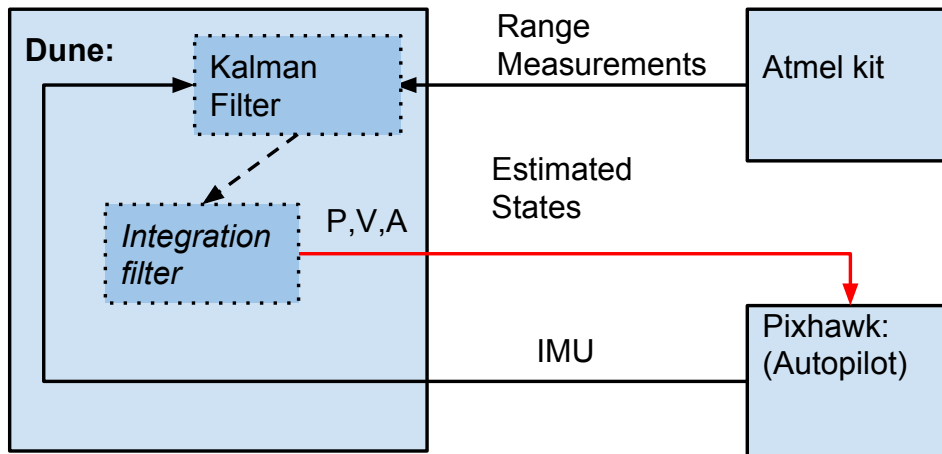 Dune:
Kalman
Filter
Range
Measurements
Atmel kit
Estimated
States
P,V,A
Integration
filter
IMU
Pixhawk:
(Autopilot)